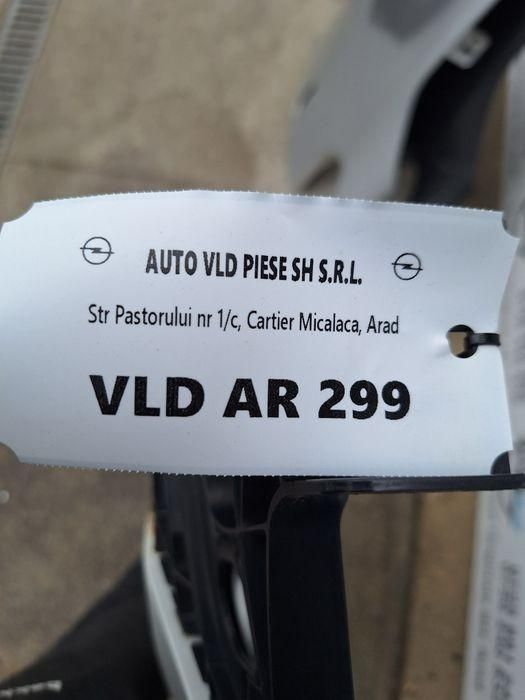 AUTO VLD PIESE SH S.R.L.
Str Pastorului nr 1/c, Cartier Micalaca, Arad
VLD AR 299